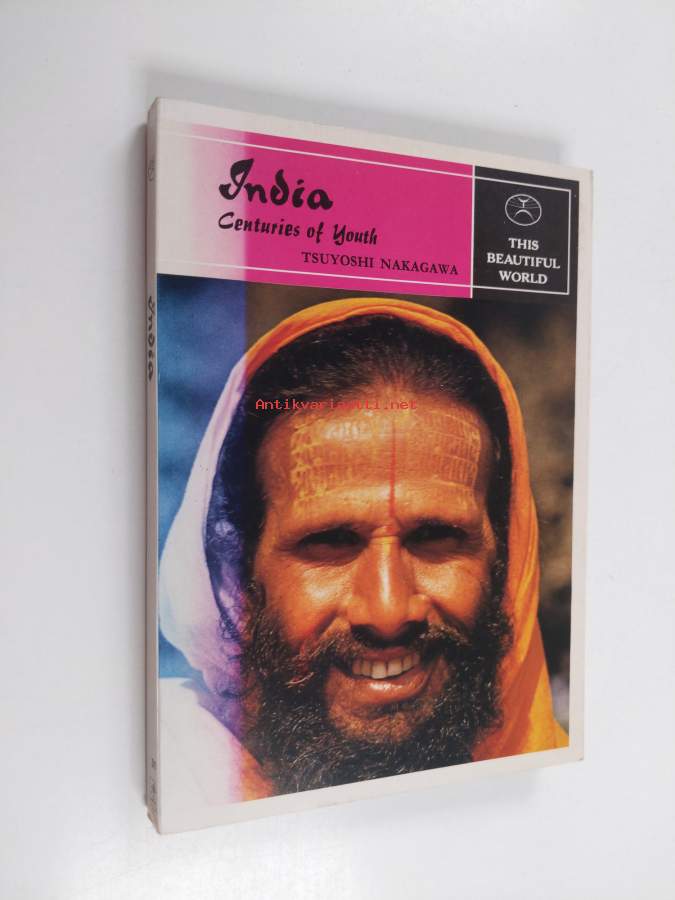 India
Centuries of Youth
TSUYOSHI NAKAGAWA
THIS
BEAUTIFUL
WORLD
Antikvariaatti.net
India